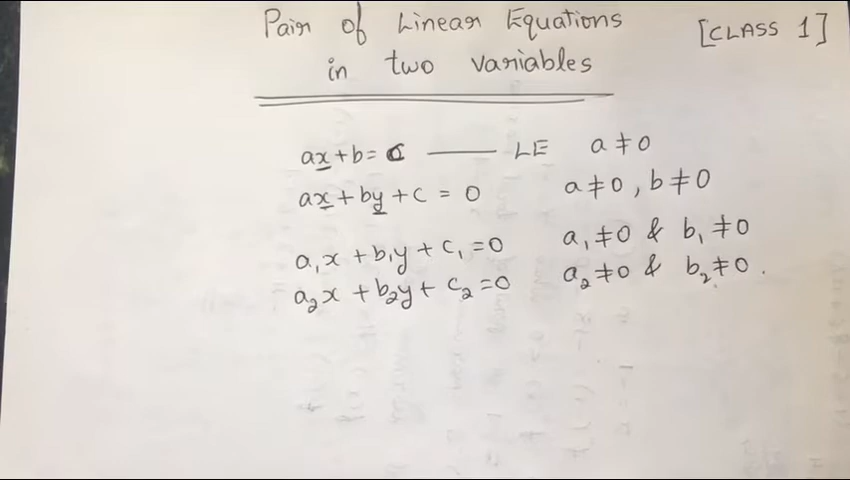 Pair of Linear Equations [CLASS 1]
in two variables
ax + b = c —— LE a ≠ 0
ax + by + c = 0 a ≠ 0, b ≠ 0
a₁x + b₁y + c₁ = 0 a₁ ≠ 0 & b₁ ≠ 0
a₂x + b₂y + c₂ = 0 a₂ ≠ 0 & b₂ ≠ 0.